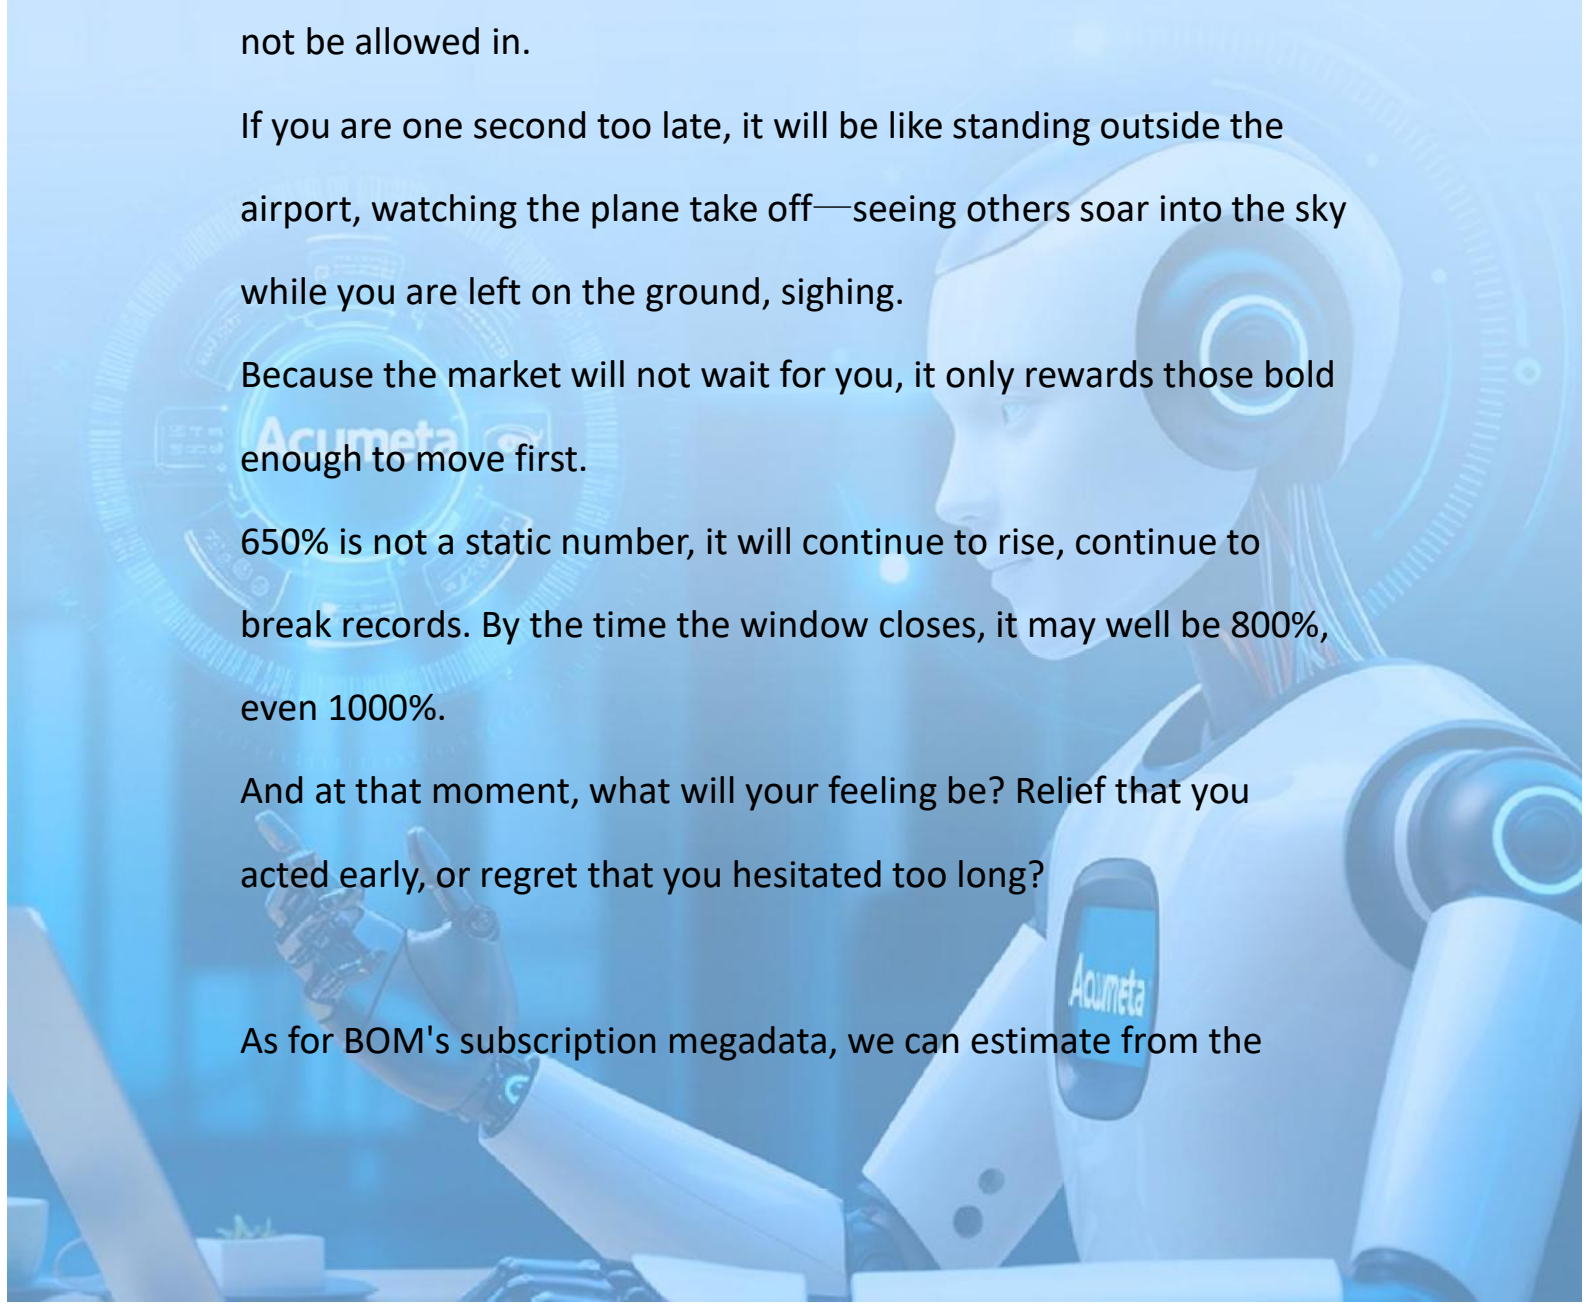 not be allowed in.
If you are one second too late, it will be like standing outside the
airport, watching the plane take off—seeing others soar into the sky
while you are left on the ground, sighing.
Because the market will not wait for you, it only rewards those bold
Acumeta
enough to move first.
650% is not a static number, it will continue to rise, continue to
break records. By the time the window closes, it may well be 800%,
even 1000%.
And at that moment, what will your feeling be? Relief that you
acted early, or regret that you hesitated too long?
Acumeta
As for BOM's subscription megadata, we can estimate from the